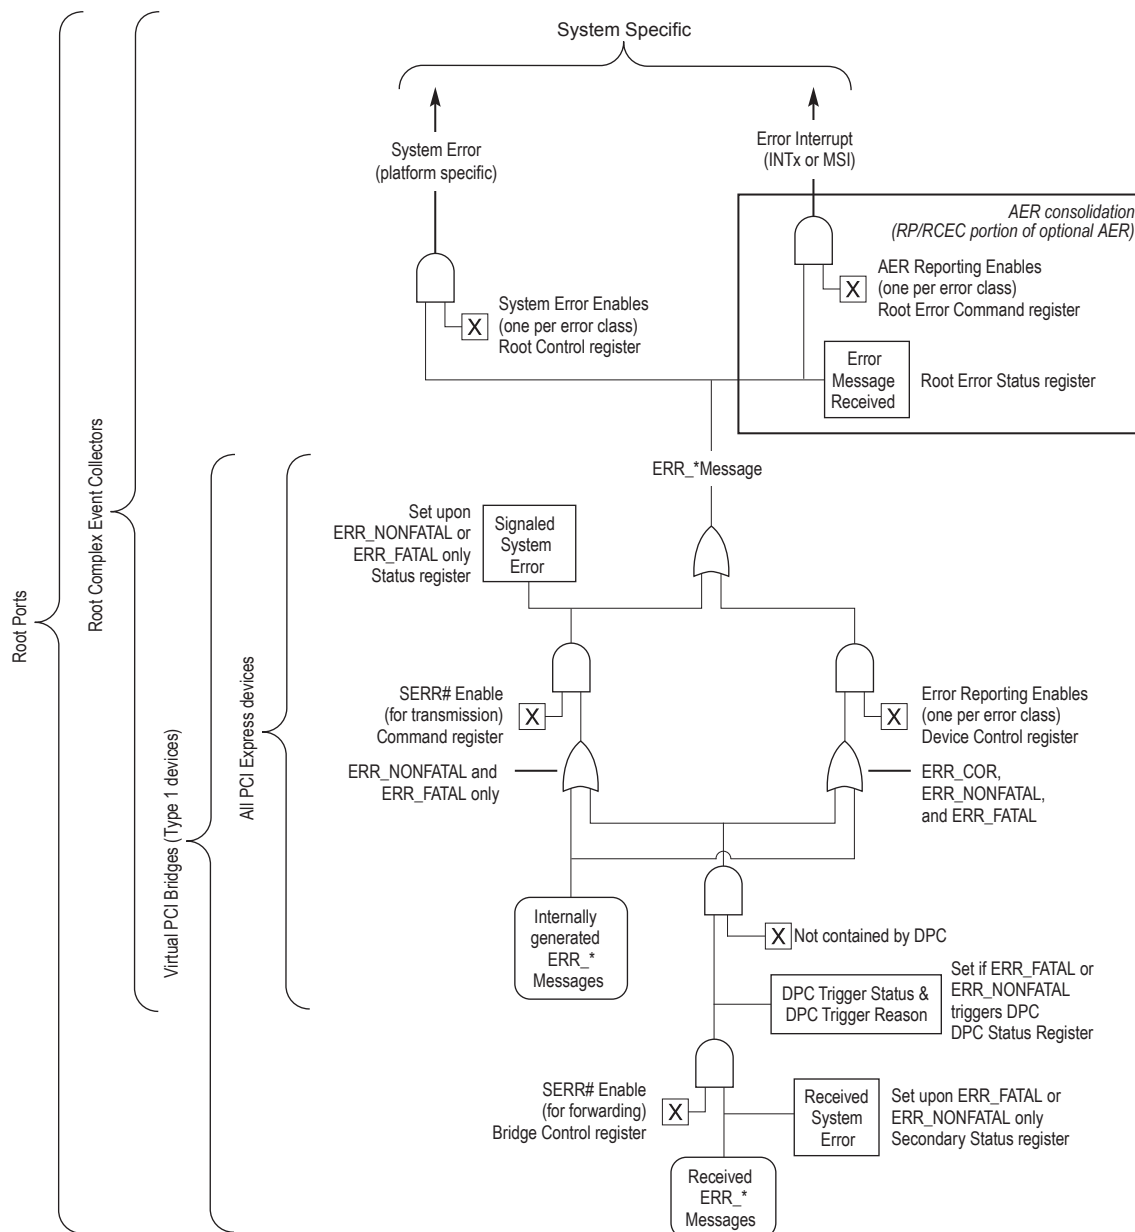 System Specific
System Error
(platform specific)
Error Interrupt
(INTx or MSI)
AER consolidation
(RP/RCEC portion of optional AER)
AER Reporting Enables
(one per error class)
Root Error Command register
X
System Error Enables
(one per error class)
Root Control register
X
Error
Message
Received
Root Error Status register
ERR_*Message
Set upon
ERR_NONFATAL or
ERR_FATAL only
Status register
Signaled
System
Error
SERR# Enable
(for transmission)
Command register
X
X
Error Reporting Enables
(one per error class)
Device Control register
ERR_NONFATAL and
ERR_FATAL only
ERR_COR,
ERR_NONFATAL,
and ERR_FATAL
Internally
generated
ERR_*
Messages
X
Not contained by DPC
DPC Trigger Status &
DPC Trigger Reason
Set if ERR_FATAL or
ERR_NONFATAL
triggers DPC
DPC Status Register
SERR# Enable
(for forwarding)
Bridge Control register
X
Received
System
Error
Set upon ERR_FATAL or
ERR_NONFATAL only
Secondary Status register
Received
ERR_*
Messages
Root Ports
Root Complex Event Collectors
Virtual PCI Bridges (Type 1 devices)
All PCI Express devices